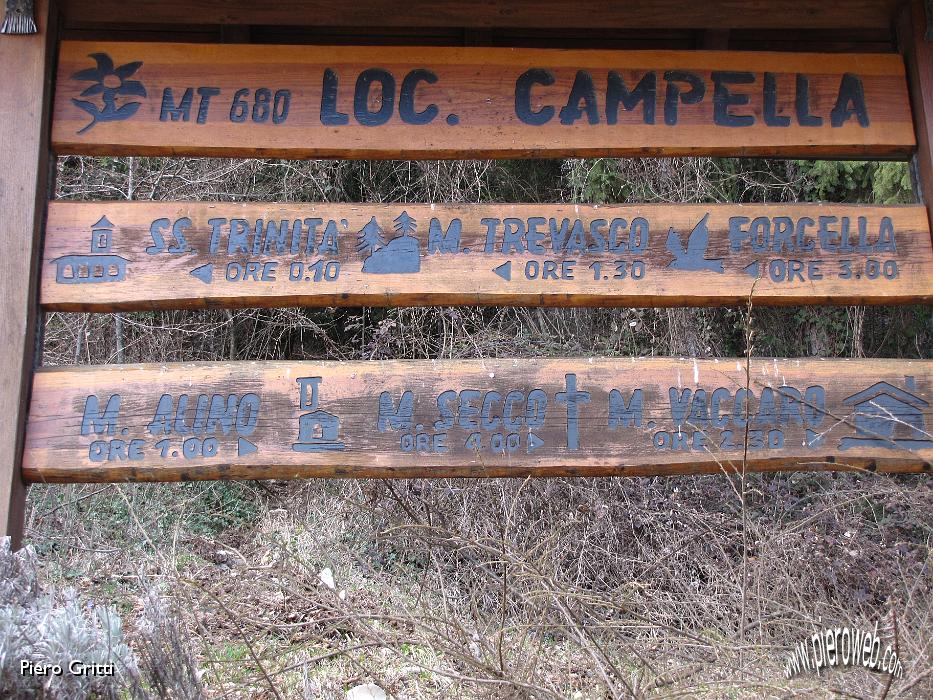 MT 680 LOC. CAMPELLA
SS. TRINITA' M. TREVASCO FORCELLA
ORE 0.10 ORE 1.30 ORE 3.00
M. ALINO M. SECCO M. VACCARO
ORE 1.00 ORE 4.00 ORE 2.30
Piero Gritti
www.pieroweb.com